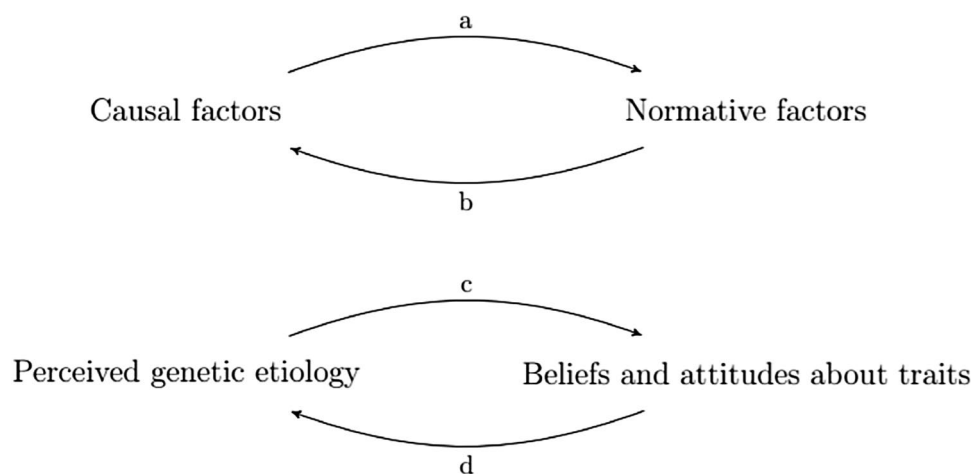 a
Causal factors
Normative factors
b
c
Perceived genetic etiology
Beliefs and attitudes about traits
d